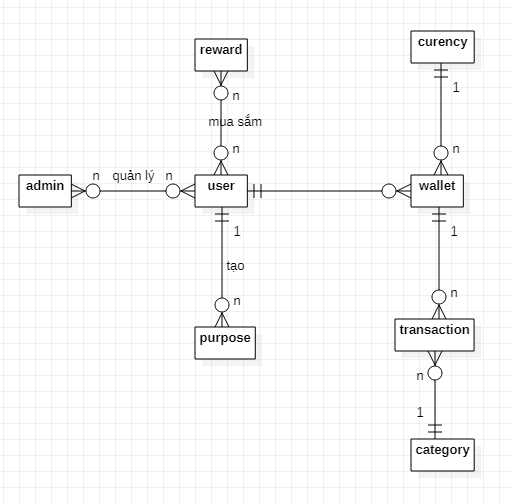 curency
reward
1
n
mua sắm
n
n
n
quản lý
n
admin
user
wallet
1
1
tạo
n
n
transaction
purpose
n
1
category